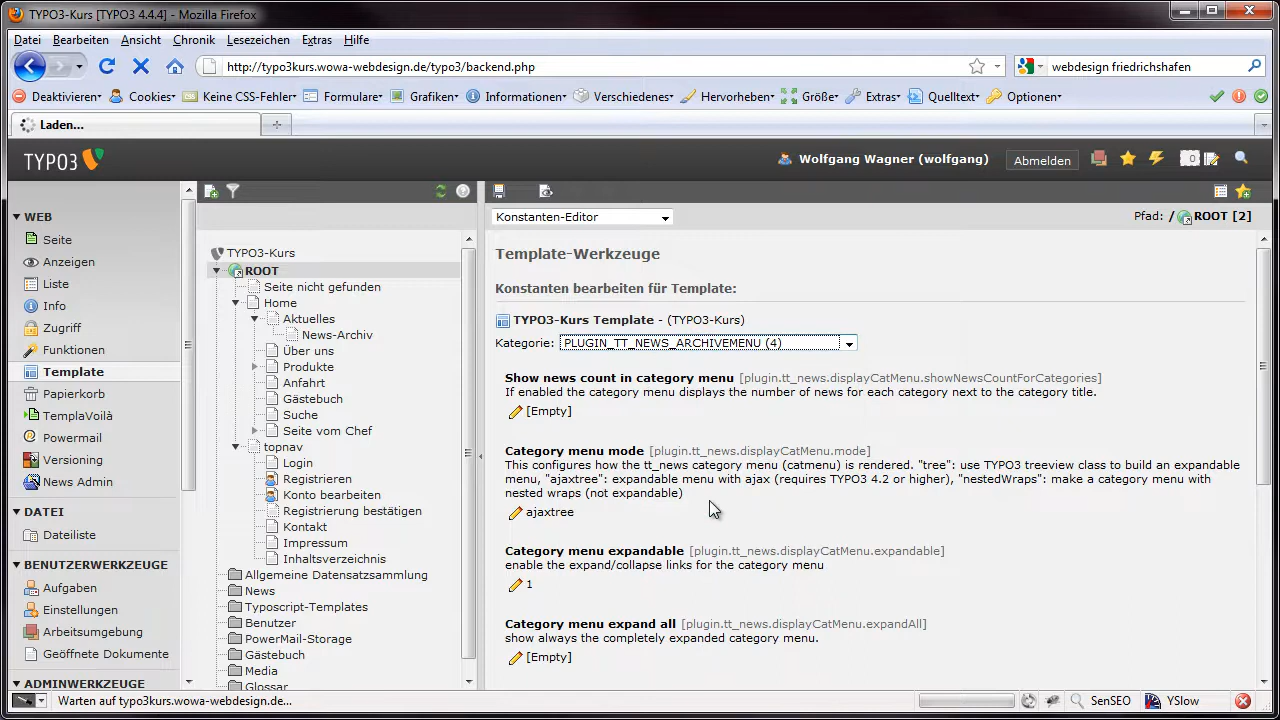 TYPO3-Kurs [TYPO3 4.4.4] - Mozilla Firefox
Datei Bearbeiten Ansicht Chronik Lesezeichen Extras Hilfe
http://typo3kurs.wowa-webdesign.de/typo3/backend.php
webdesign friedrichshafen
Deaktivieren Cookies Keine CSS-Fehler Formulare Grafiken Informationen Verschiedenes Hervorheben Größe Extras Quelltext Optionen
Laden...
TYPO3
Wolfgang Wagner (wolfgang)
Abmelden
0
WEB
Seite
Anzeigen
Liste
Info
Zugriff
Funktionen
Template
Papierkorb
TemplaVoilà
Powermail
Versioning
News Admin
DATEI
Dateiliste
BENUTZERWERKZEUGE
Aufgaben
Einstellungen
Arbeitsumgebung
Geöffnete Dokumente
ADMINWERKZEUGE
TYPO3-Kurs
ROOT
Seite nicht gefunden
Home
Aktuelles
News-Archiv
Über uns
Produkte
Anfahrt
Gästebuch
Suche
Seite vom Chef
topnav
Login
Registrieren
Konto bearbeiten
Registrierung bestätigen
Kontakt
Impressum
Inhaltsverzeichnis
Allgemeine Datensatzsammlung
News
Typoscript-Templates
Benutzer
PowerMail-Storage
Gästebuch
Media
Glossar
Konstanten-Editor
Pfad: / ROOT [2]
Template-Werkzeuge
Konstanten bearbeiten für Template:
TYPO3-Kurs Template - (TYPO3-Kurs)
Kategorie: PLUGIN_TT_NEWS_ARCHIVEMENU (4)
Show news count in category menu [plugin.tt_news.displayCatMenu.showNewsCountForCategories]
If enabled the category menu displays the number of news for each category next to the category title.
[Empty]
Category menu mode [plugin.tt_news.displayCatMenu.mode]
This configures how the tt_news category menu (catmenu) is rendered. "tree": use TYPO3 treeview class to build an expandable
menu, "ajaxtree": expandable menu with ajax (requires TYPO3 4.2 or higher), "nestedWraps": make a category menu with
nested wraps (not expandable)
ajaxtree
Category menu expandable [plugin.tt_news.displayCatMenu.expandable]
enable the expand/collapse links for the category menu
1
Category menu expand all [plugin.tt_news.displayCatMenu.expandAll]
show always the completely expanded category menu.
[Empty]
Warten auf typo3kurs.wowa-webdesign.de...
SenSEO
YSlow